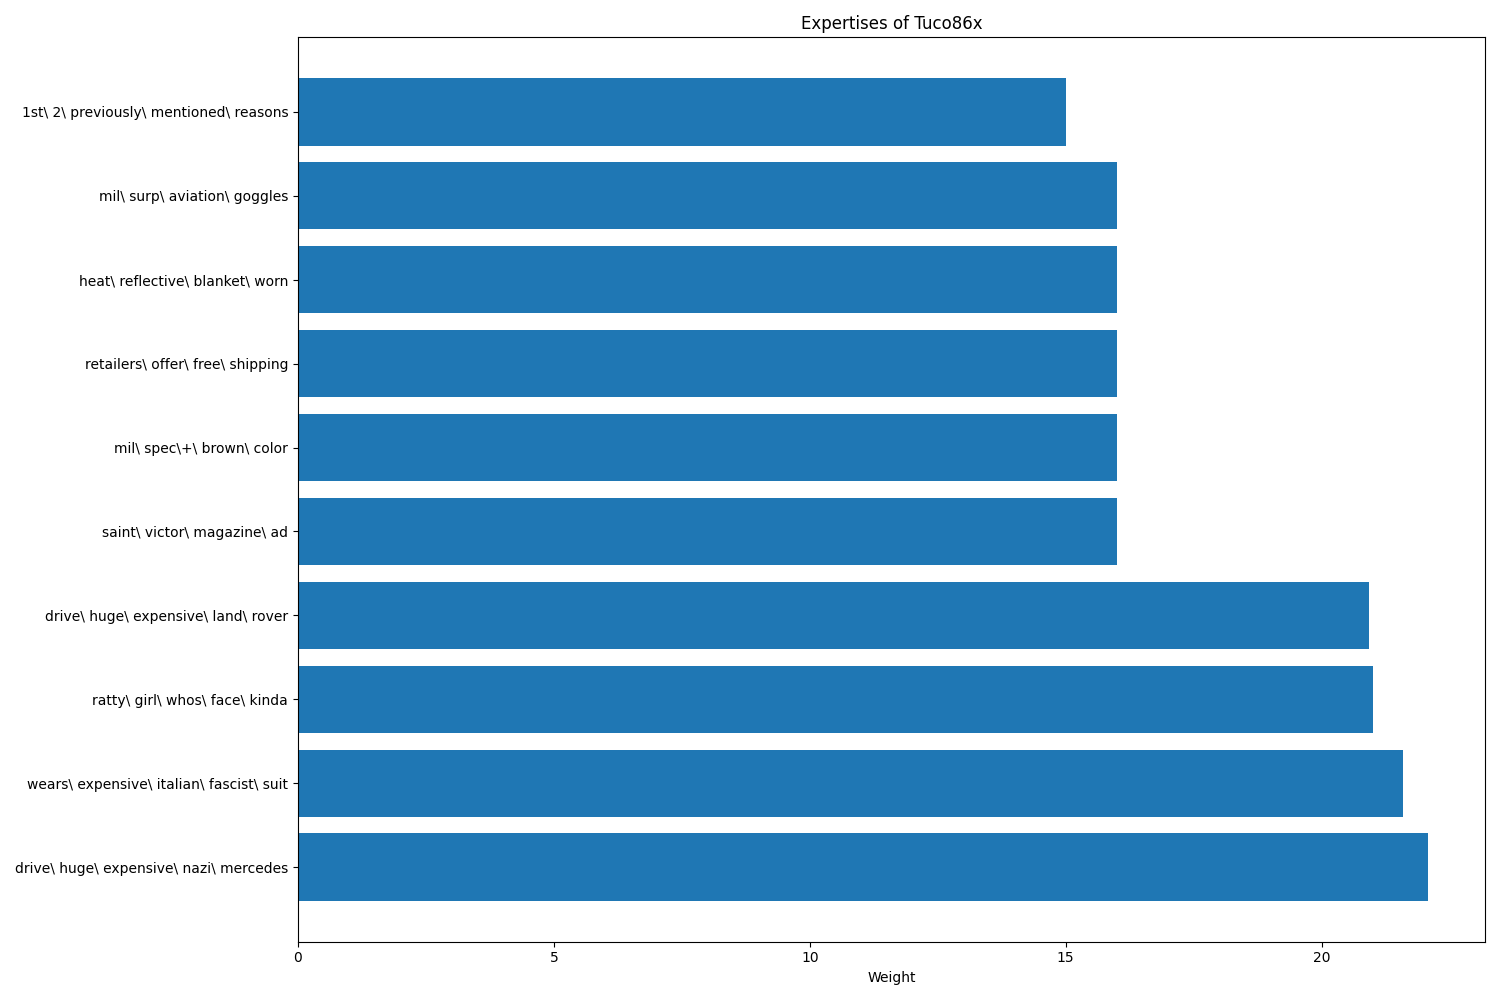 Expertises of Tuco86x
1st\ 2\ previously\ mentioned\ reasons
mil\ surp\ aviation\ goggles
heat\ reflective\ blanket\ worn
retailers\ offer\ free\ shipping
mil\ spec\+\ brown\ color
saint\ victor\ magazine\ ad
drive\ huge\ expensive\ land\ rover
ratty\ girl\ whos\ face\ kinda
wears\ expensive\ italian\ fascist\ suit
drive\ huge\ expensive\ nazi\ mercedes
0 5 10 15 20
Weight